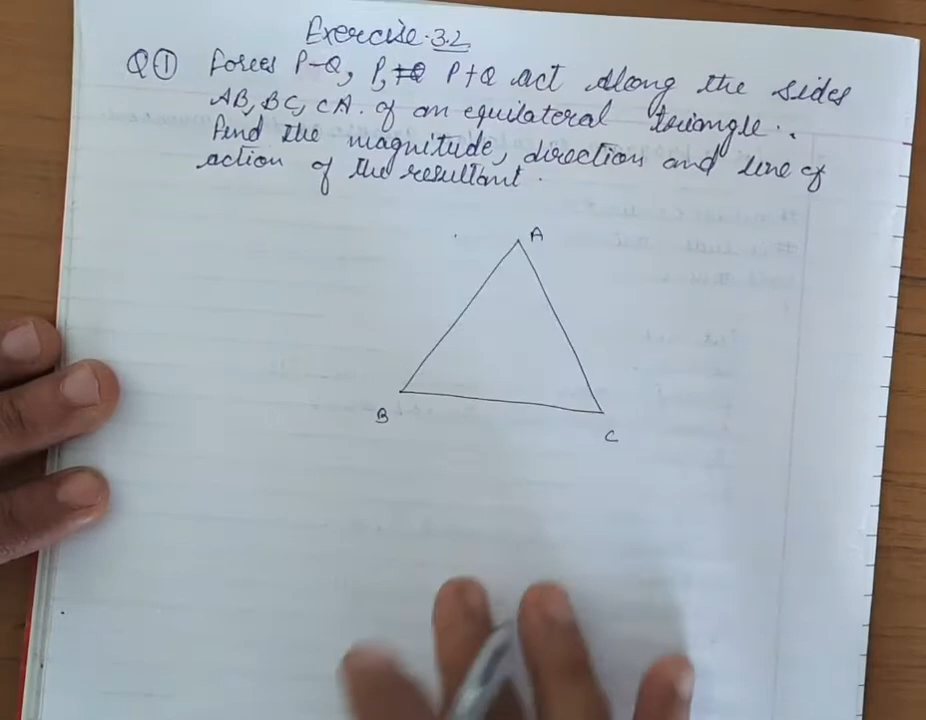 Exercise.3.2
Q① Forces P-Q, P, P+Q act along the sides
AB, BC, CA. of an equilateral triangle.
Find the magnitude, direction and line of
action of the resultant.
A
B
C